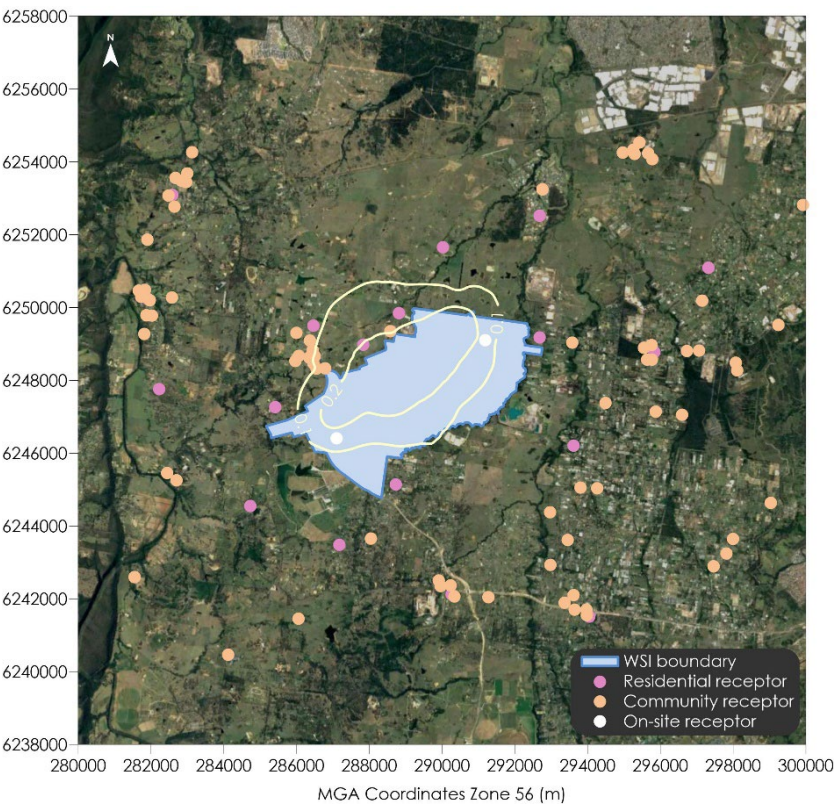 6258000
N
6256000
6254000
6252000
6250000
0.1
6248000
0.2
0.1
6246000
6244000
6242000
6240000
WSI boundary
Residential receptor
Community receptor
On-site receptor
6238000
280000 282000 284000 286000 288000 290000 292000 294000 296000 298000 300000
MGA Coordinates Zone 56 (m)